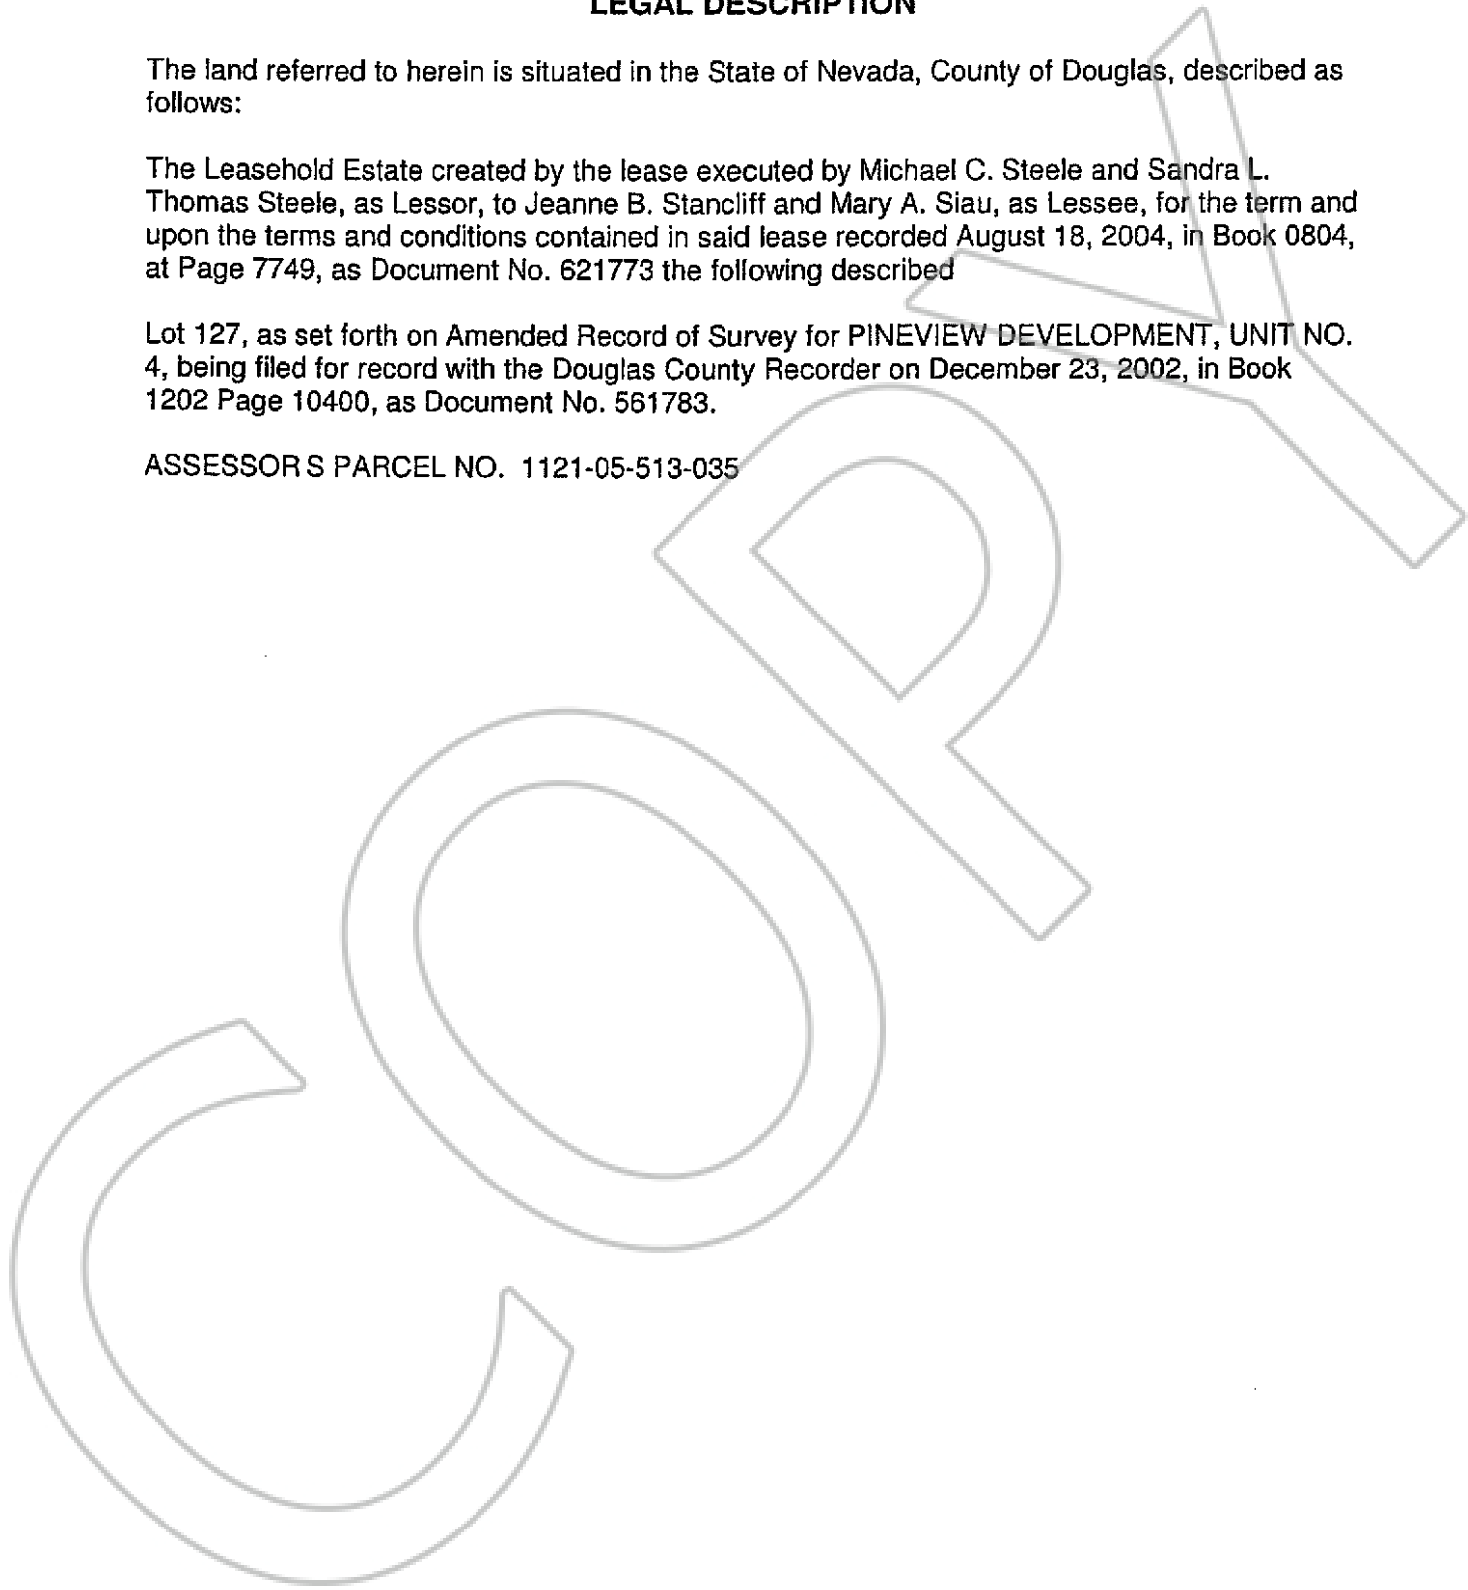 LEGAL DESCRIPTION
The land referred to herein is situated in the State of Nevada, County of Douglas, described as
follows:
The Leasehold Estate created by the lease executed by Michael C. Steele and Sandra L.
Thomas Steele, as Lessor, to Jeanne B. Stancliff and Mary A. Siau, as Lessee, for the term and
upon the terms and conditions contained in said lease recorded August 18, 2004, in Book 0804,
at Page 7749, as Document No. 621773 the following described
Lot 127, as set forth on Amended Record of Survey for PINEVIEW DEVELOPMENT, UNIT NO.
4, being filed for record with the Douglas County Recorder on December 23, 2002, in Book
1202 Page 10400, as Document No. 561783.
ASSESSOR S PARCEL NO. 1121-05-513-035
COPY